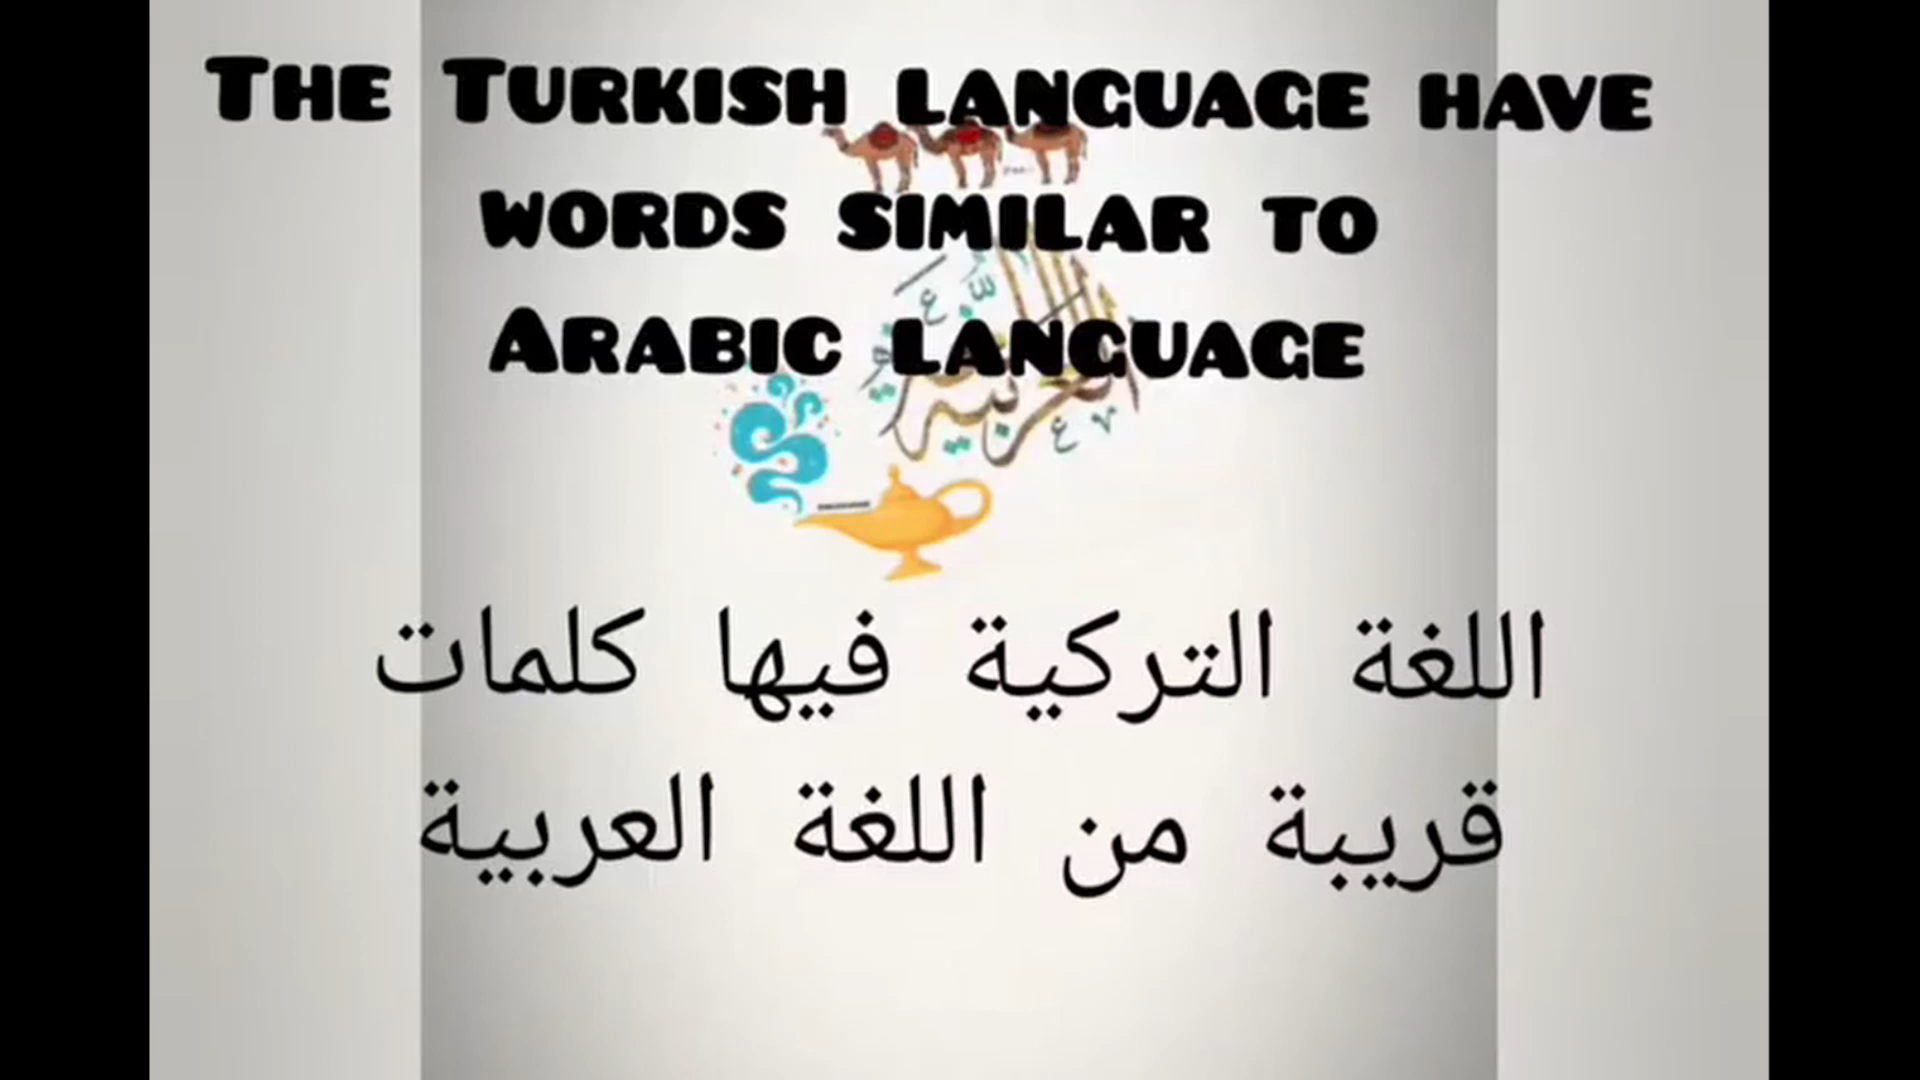 The Turkish language have
words similar to
Arabic language
اللغة التركية فيها كلمات
قريبة من اللغة العربية